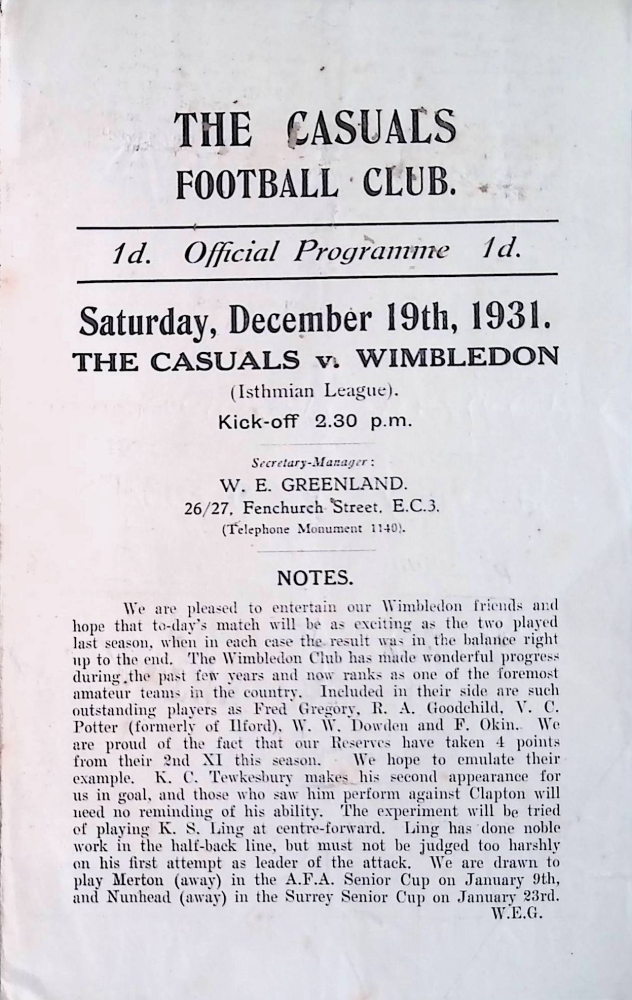 THE CASUALS
FOOTBALL CLUB.
1d. Official Programme 1d.
Saturday, December 19th, 1931.
THE CASUALS v. WIMBLEDON
(Isthmian League).
Kick-off 2.30 p.m.
Secretary-Manager:
W. E. GREENLAND.
26/27, Fenchurch Street, E.C.3.
(Telephone Monument 1140).
NOTES.
We are pleased to entertain our Wimbledon friends and
hope that to-day's match will be as exciting as the two played
last season, when in each case the result was in the balance right
up to the end. The Wimbledon Club has made wonderful progress
during the past few years and now ranks as one of the foremost
amateur teams in the country. Included in their side are such
outstanding players as Fred Gregory, R. A. Goodchild, V. C.
Potter (formerly of Ilford), W. W. Dowden and F. Okin. We
are proud of the fact that our Reserves have taken 4 points
from their 2nd XI this season. We hope to emulate their
example. K. C. Tewkesbury makes his second appearance for
us in goal, and those who saw him perform against Clapton will
need no reminding of his ability. The experiment will be tried
of playing K. S. Ling at centre-forward. Ling has done noble
work in the half-back line, but must not be judged too harshly
on his first attempt as leader of the attack. We are drawn to
play Merton (away) in the A.F.A. Senior Cup on January 9th,
and Nunhead (away) in the Surrey Senior Cup on January 23rd.
W.E.G.